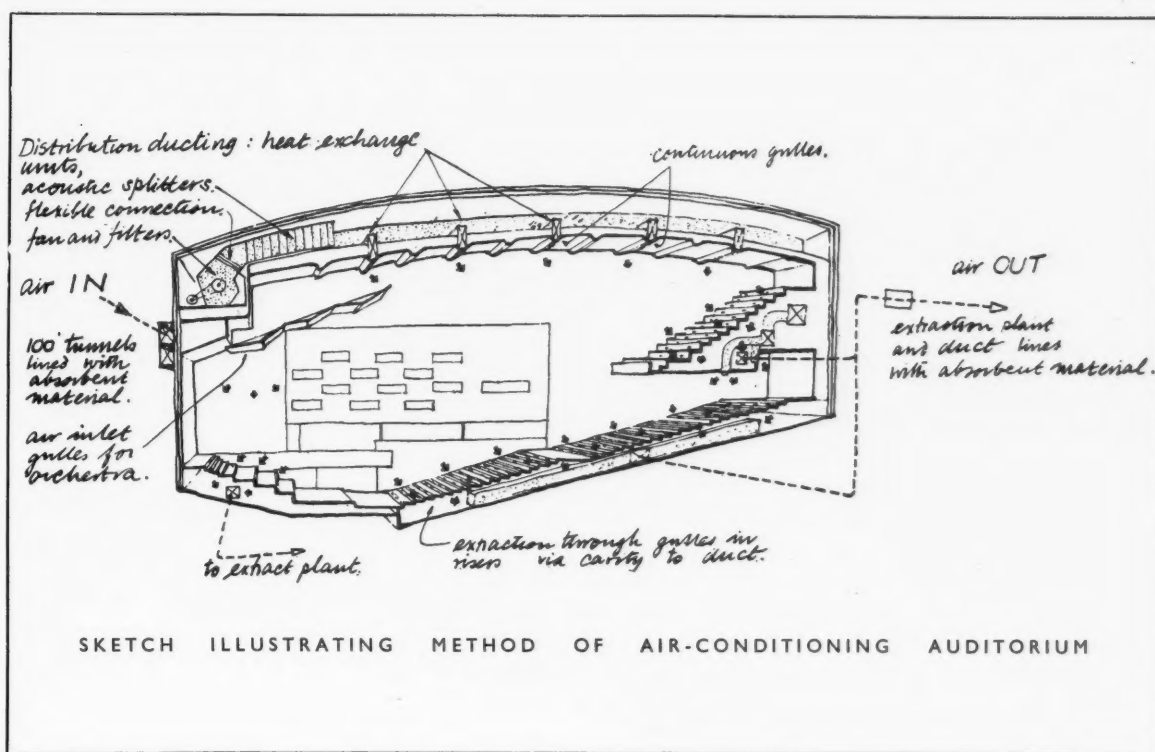 Distribution ducting : heat exchange
units,
acoustic splitters.
flexible connection.
fan and filters.
air IN
100' tunnels
lined with
absorbent
material.
air inlet
grilles for
orchestra.
continuous grilles.
air OUT
extraction plant
and duct lines
with absorbent material.
to extract plant.
extraction through grilles in
risers via cavity to duct.
SKETCH ILLUSTRATING METHOD OF AIR-CONDITIONING AUDITORIUM